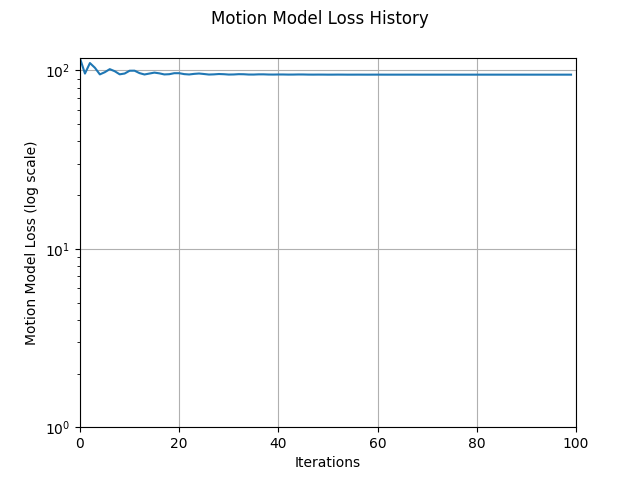 Motion Model Loss History
Motion Model Loss (log scale)
10²
10¹
10⁰
0 20 40 60 80 100
Iterations